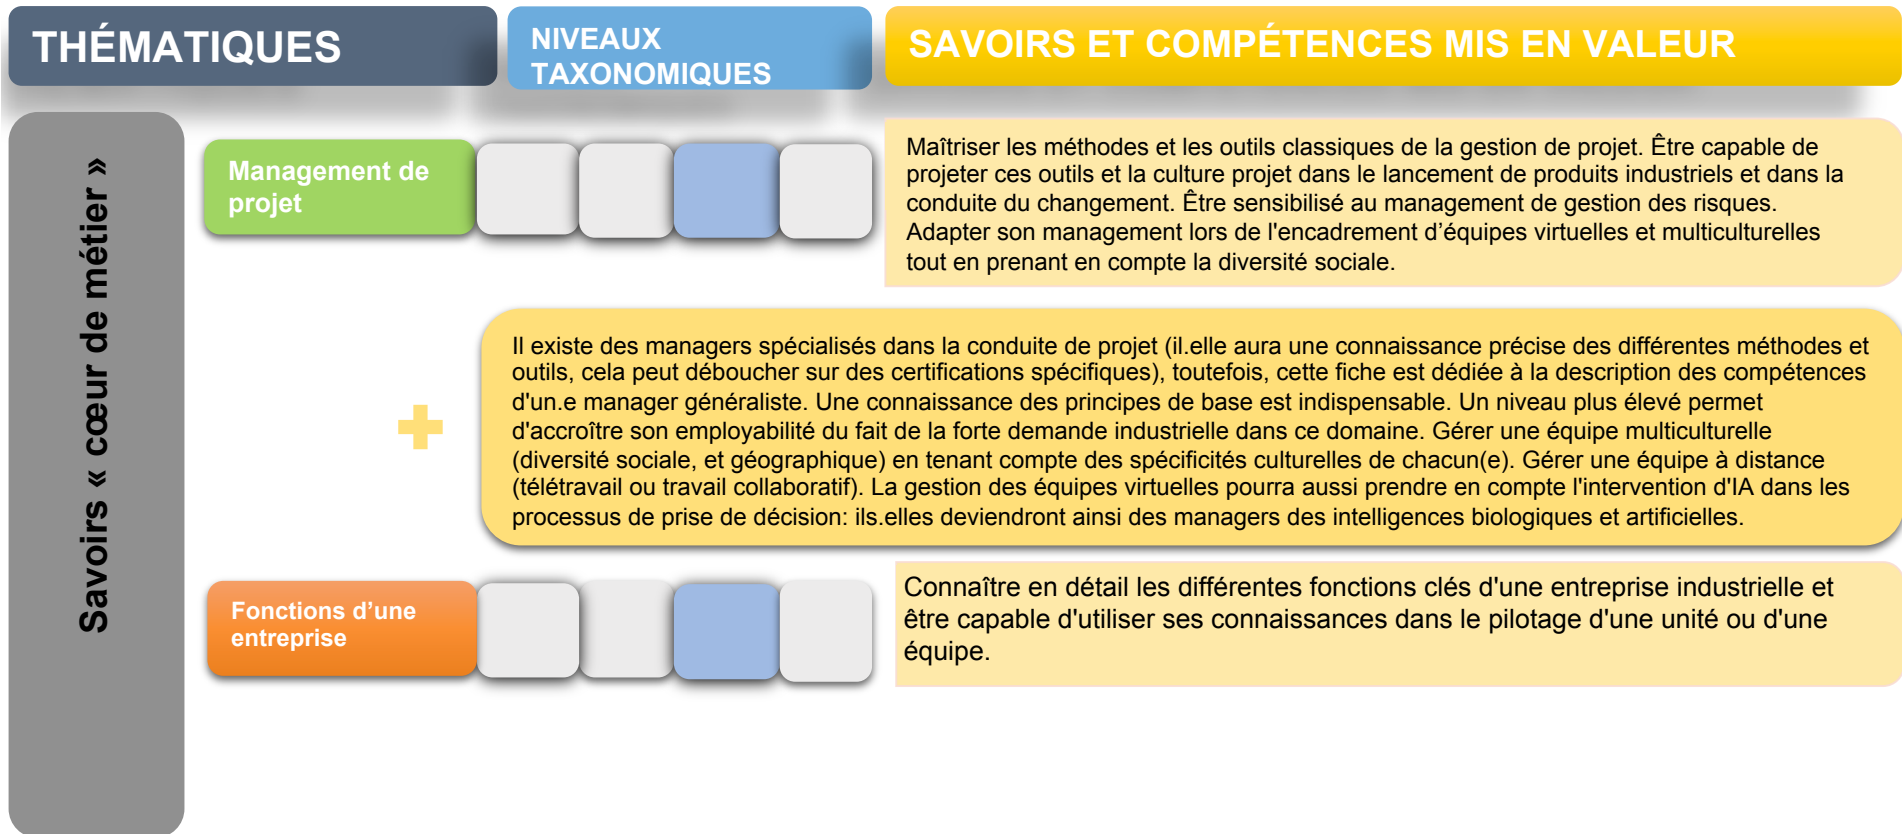 THÉMATIQUES
NIVEAUX
TAXONOMIQUES
SAVOIRS ET COMPÉTENCES MIS EN VALEUR
Savoirs « cœur de métier »
Management de
projet
Maîtriser les méthodes et les outils classiques de la gestion de projet. Être capable de
projeter ces outils et la culture projet dans le lancement de produits industriels et dans la
conduite du changement. Être sensibilisé au management de gestion des risques.
Adapter son management lors de l'encadrement d’équipes virtuelles et multiculturelles
tout en prenant en compte la diversité sociale.
Il existe des managers spécialisés dans la conduite de projet (il.elle aura une connaissance précise des différentes méthodes et
outils, cela peut déboucher sur des certifications spécifiques), toutefois, cette fiche est dédiée à la description des compétences
d'un.e manager généraliste. Une connaissance des principes de base est indispensable. Un niveau plus élevé permet
d'accroître son employabilité du fait de la forte demande industrielle dans ce domaine. Gérer une équipe multiculturelle
(diversité sociale, et géographique) en tenant compte des spécificités culturelles de chacun(e). Gérer une équipe à distance
(télétravail ou travail collaboratif). La gestion des équipes virtuelles pourra aussi prendre en compte l'intervention d'IA dans les
processus de prise de décision: ils.elles deviendront ainsi des managers des intelligences biologiques et artificielles.
Fonctions d’une
entreprise
Connaître en détail les différentes fonctions clés d'une entreprise industrielle et
être capable d'utiliser ses connaissances dans le pilotage d'une unité ou d'une
équipe.